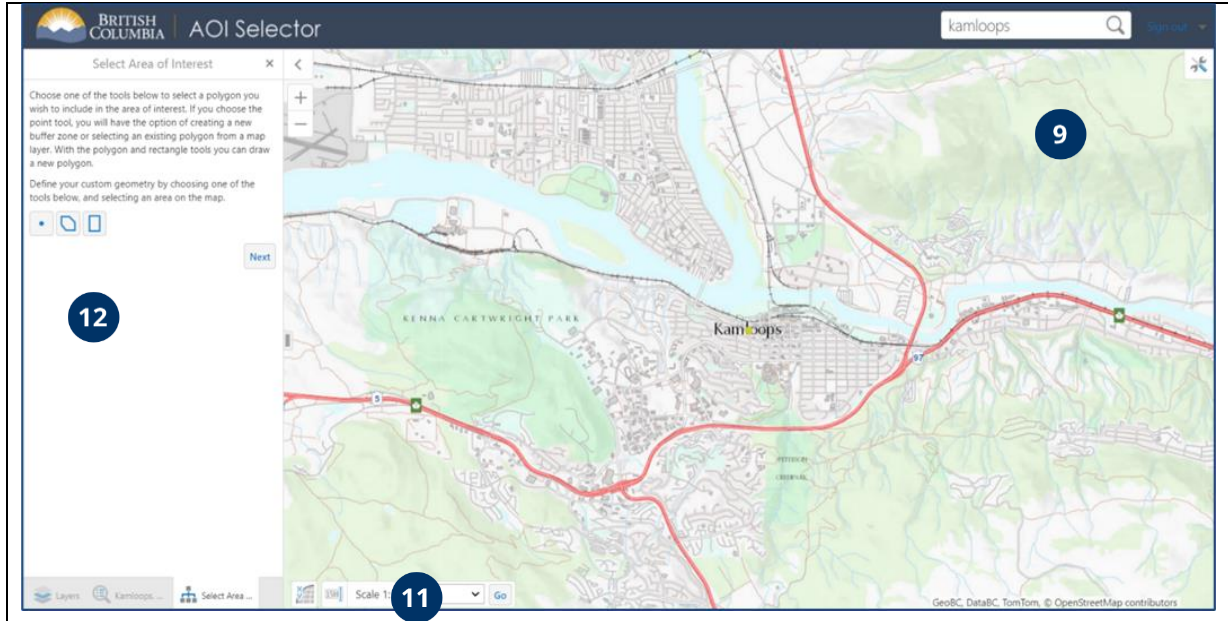 BRITISH
COLUMBIA
AOI Selector
kamloops
Sign out
Select Area of Interest
Choose one of the tools below to select a polygon you
wish to include in the area of interest. If you choose the
point tool, you will have the option of creating a new
buffer zone or selecting an existing polygon from a map
layer. With the polygon and rectangle tools you can draw
a new polygon.
Define your custom geometry by choosing one of the
tools below, and selecting an area on the map.
Next
12
9
KENNA CARTWRIGHT PARK
Kamloops
97
5
PETERSON
Layers
Kamloops, ...
Select Area ...
Scale 1:
11
Go
GeoBC, DataBC, TomTom, © OpenStreetMap contributors